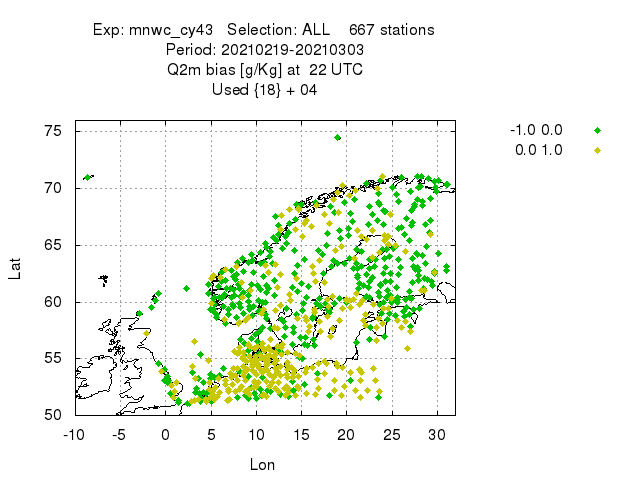 Exp: mnwc_cy43   Selection: ALL    667 stations
Period: 20210219-20210303
Q2m bias [g/Kg] at  22 UTC
Used {18} + 04
-1.0 0.0
0.0 1.0
75
70
65
60
55
50
Lat
-10 -5 0 5 10 15 20 25 30
Lon